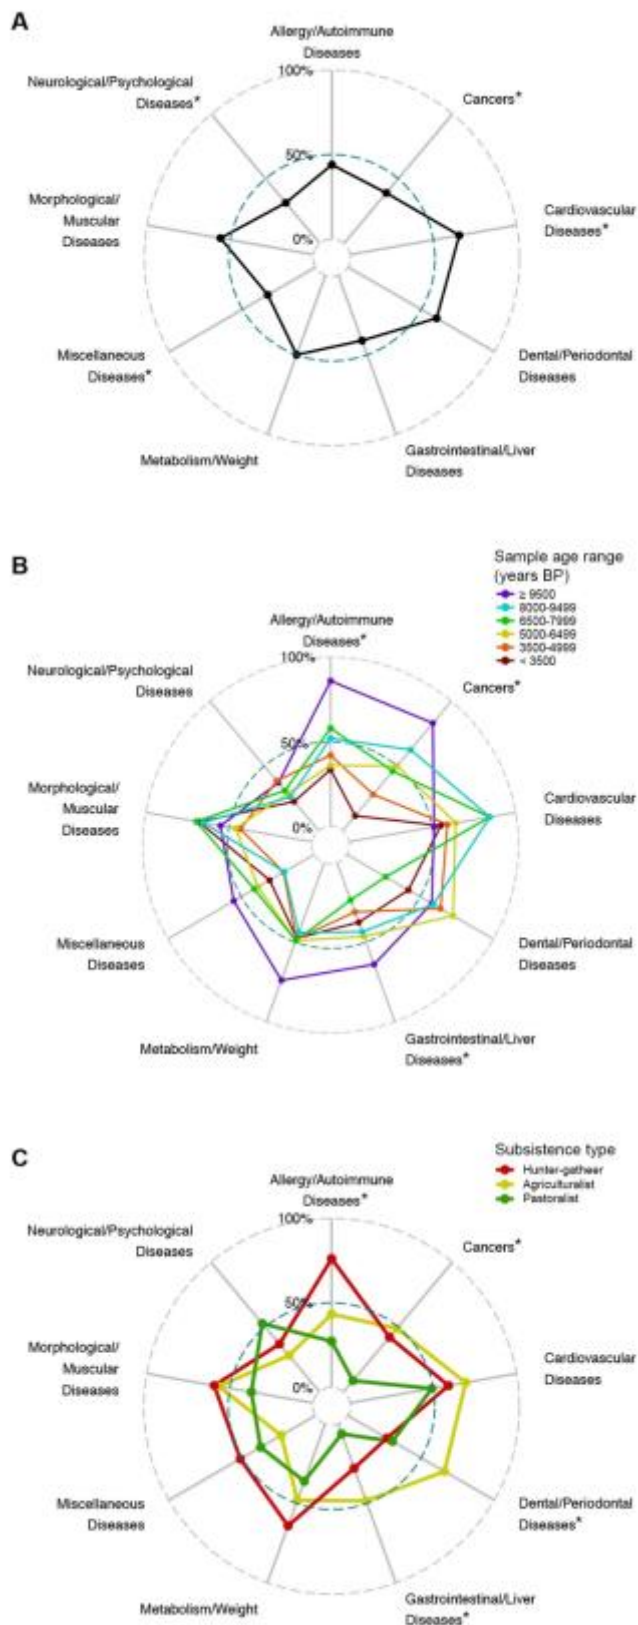 A
Allergy/Autoimmune
Diseases
100%
Neurological/Psychological
Diseases*
Cancers*
50%
Morphological/
Muscular
Diseases
Cardiovascular
Diseases*
0%
Miscellaneous
Diseases*
Dental/Periodontal
Diseases
Metabolism/Weight
Gastrointestinal/Liver
Diseases
B
Sample age range
(years BP)
≥ 9500
8000-9499
6500-7999
5000-6499
3500-4999
< 3500
Allergy/Autoimmune
Diseases*
100%
Neurological/Psychological
Diseases
Cancers*
50%
Morphological/
Muscular
Diseases
Cardiovascular
Diseases
0%
Miscellaneous
Diseases
Dental/Periodontal
Diseases
Metabolism/Weight
Gastrointestinal/Liver
Diseases*
C
Subsistence type
Hunter-gatheer
Agriculturalist
Pastoralist
Allergy/Autoimmune
Diseases*
100%
Neurological/Psychological
Diseases
Cancers*
50%
Morphological/
Muscular
Diseases
Cardiovascular
Diseases
0%
Miscellaneous
Diseases
Dental/Periodontal
Diseases*
Metabolism/Weight
Gastrointestinal/Liver
Diseases*